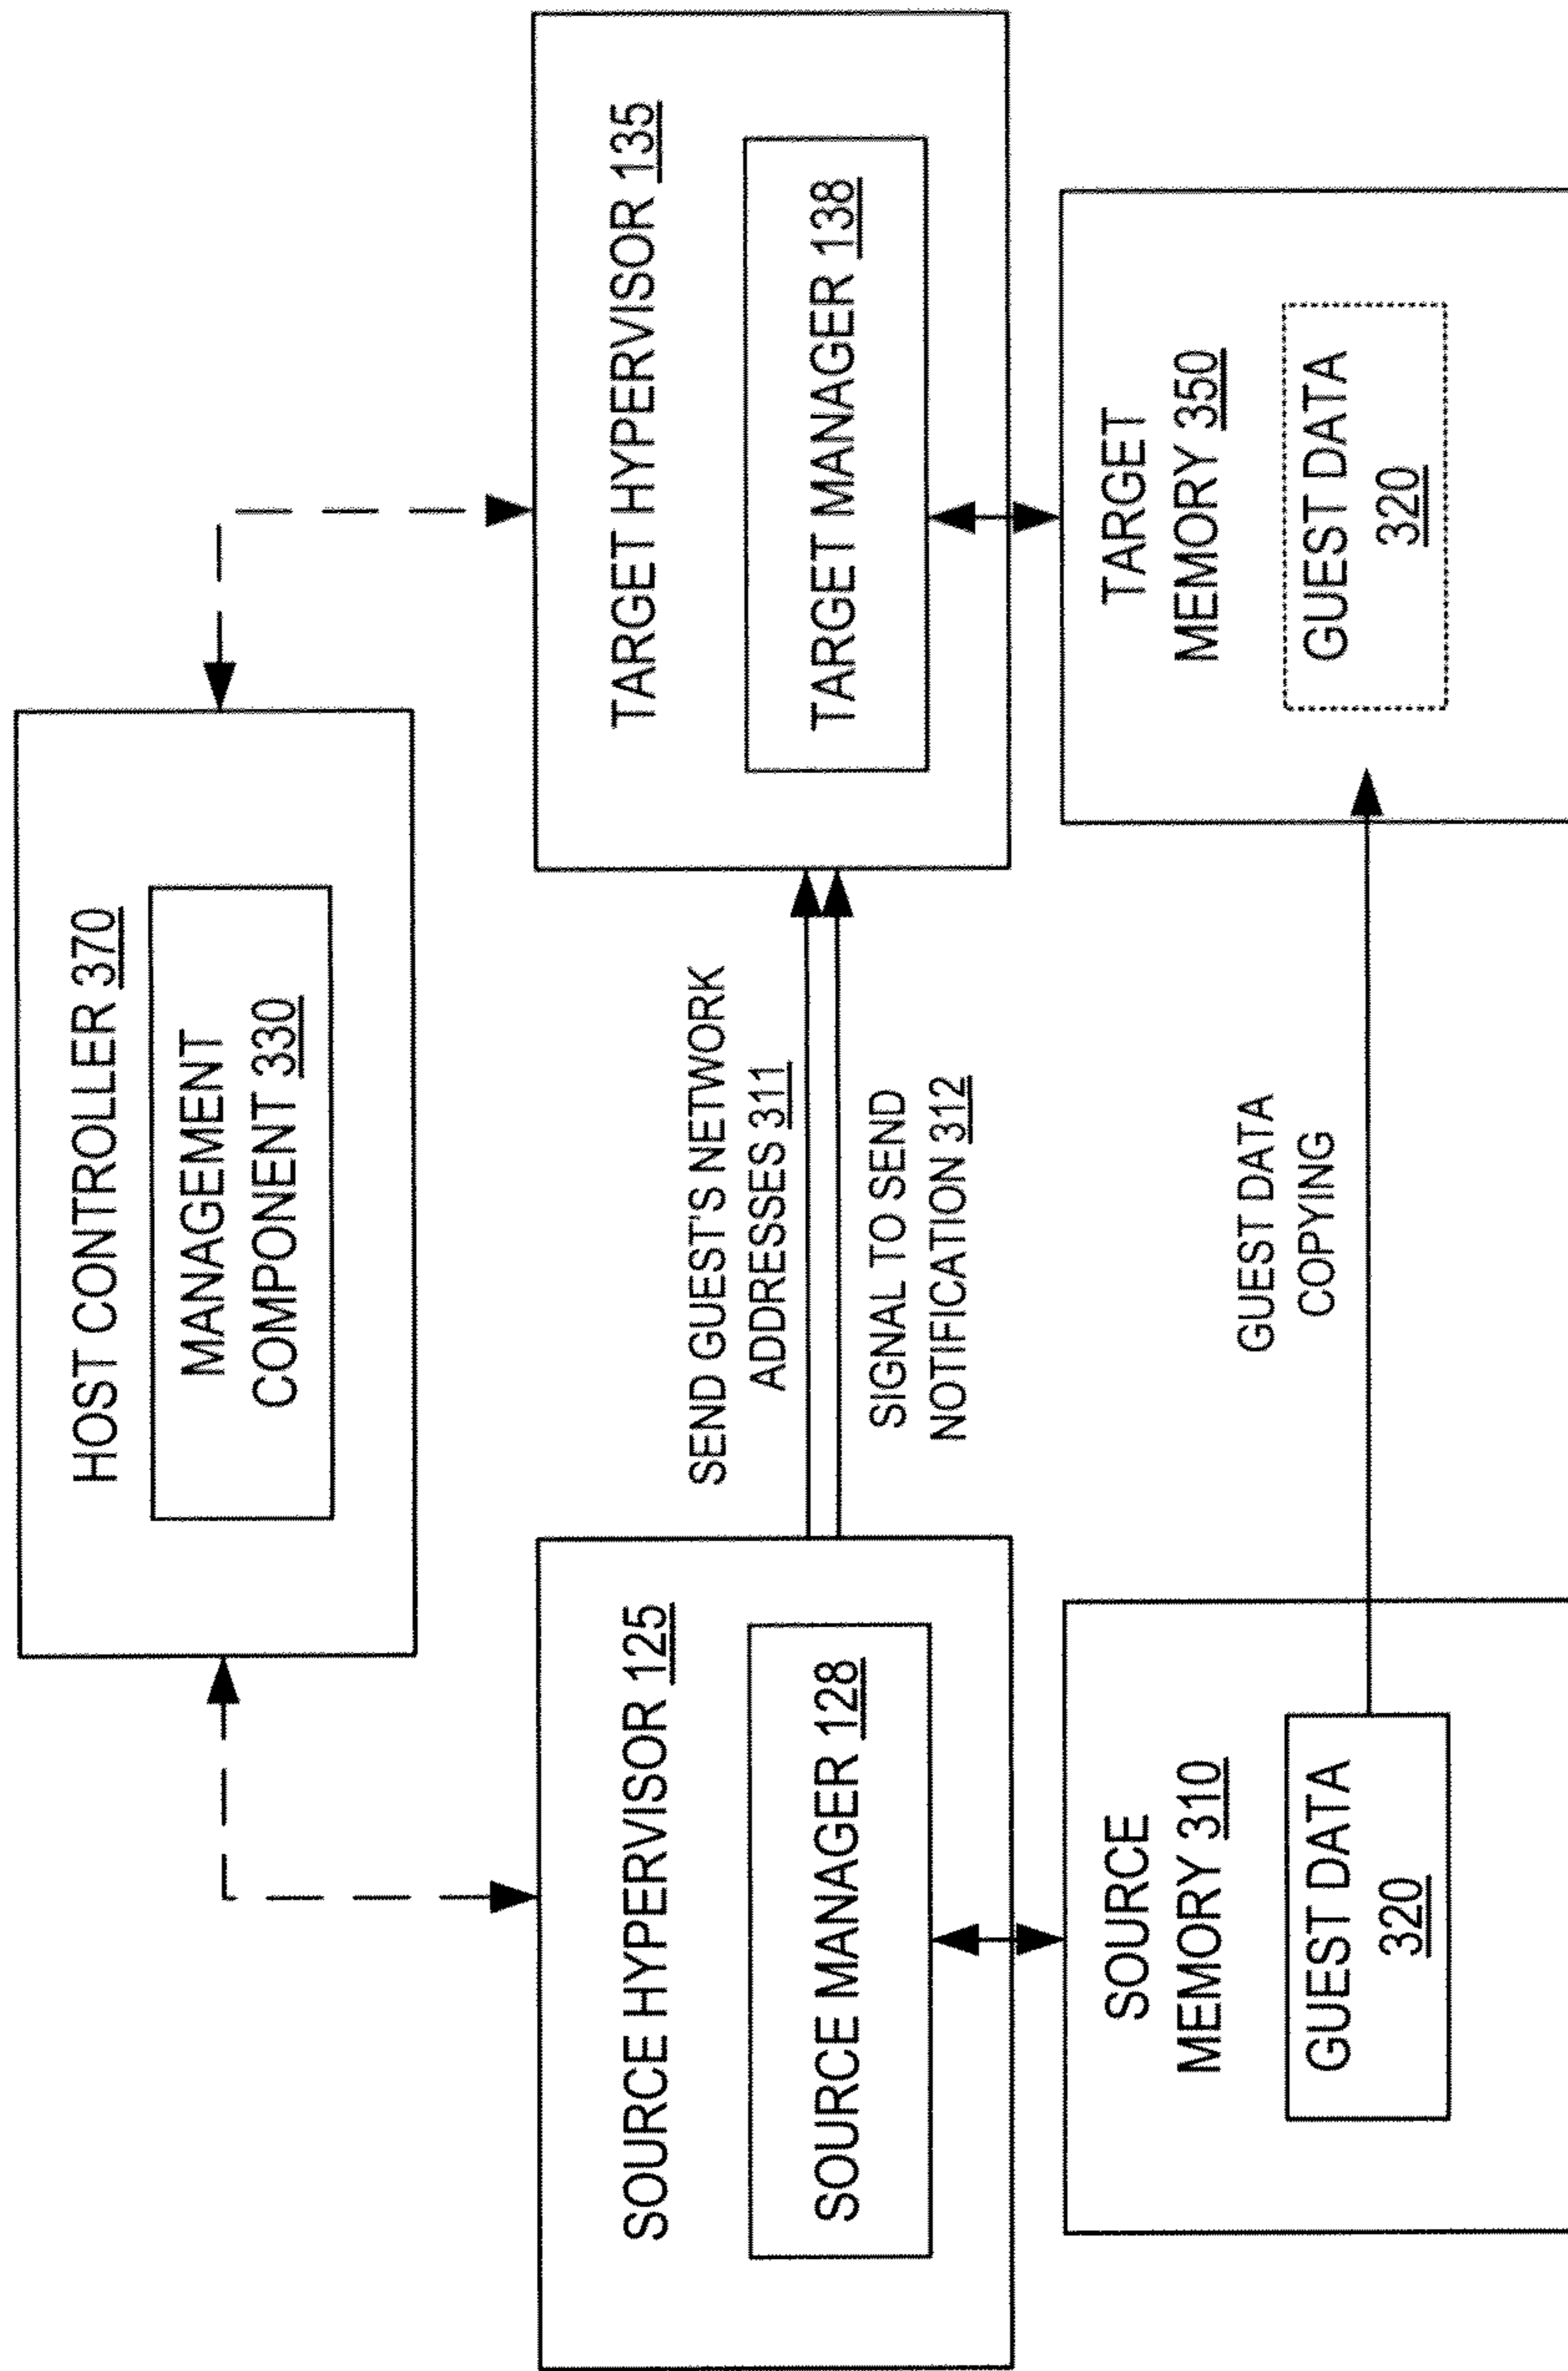 HOST CONTROLLER 370
MANAGEMENT
COMPONENT 330
SOURCE HYPERVISOR 125
SOURCE MANAGER 128
SEND GUEST'S NETWORK
ADDRESSES 311
SIGNAL TO SEND
NOTIFICATION 312
TARGET HYPERVISOR 135
TARGET MANAGER 138
SOURCE
MEMORY 310
GUEST DATA
320
GUEST DATA
COPYING
TARGET
MEMORY 350
GUEST DATA
320